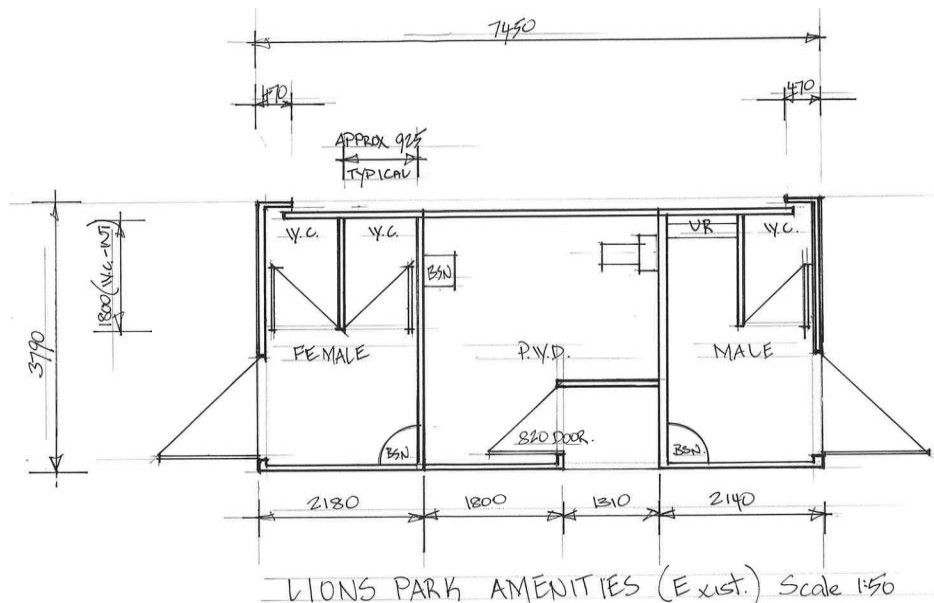 7450
470
470
APPROX 925
TYPICAL
W.C.
W.C.
UR
W.C.
1800 (W.C.-INT)
BSN
3790
FEMALE
P.W.D.
MALE
820 DOOR.
BSN
BSN.
2180
1800
1310
2140
LIONS PARK AMENITIES (Exist.) Scale 1:50